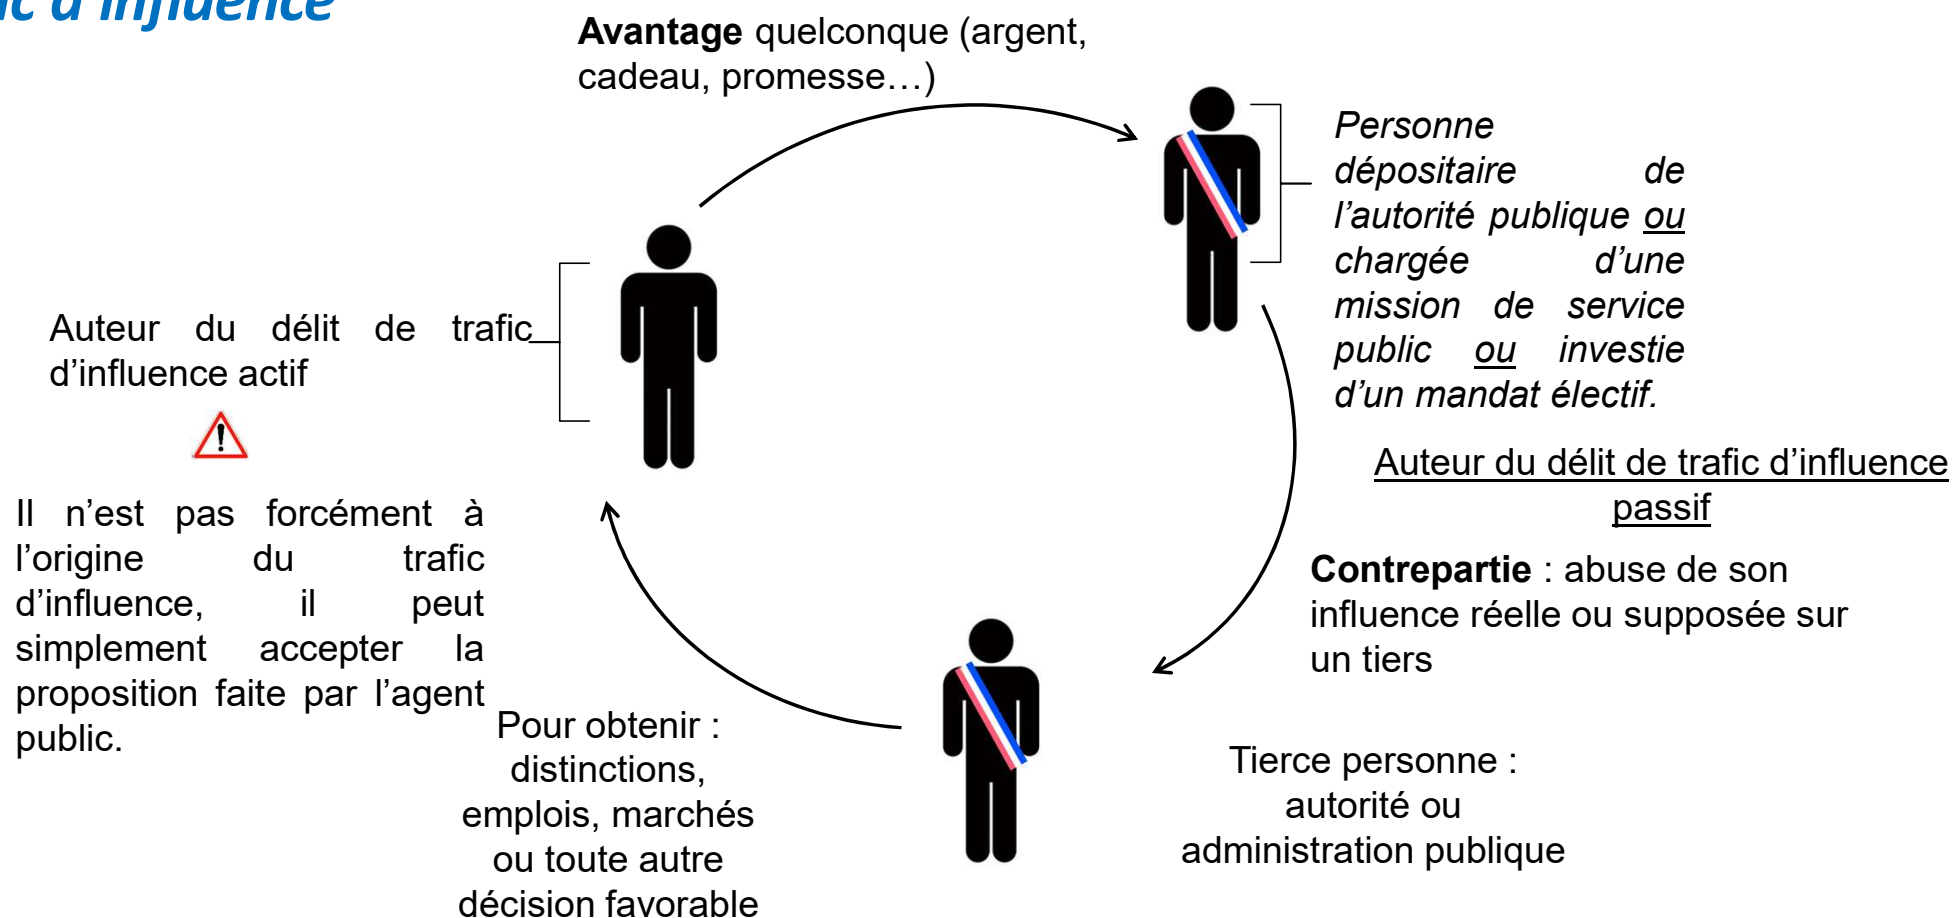 d'influence
Avantage quelconque (argent,
cadeau, promesse…)
Personne
dépositaire de
l’autorité publique ou
chargée d’une
mission de service
public ou investie
d’un mandat électif.
Auteur du délit de trafic
d’influence actif
Auteur du délit de trafic d’influence
passif
Il n’est pas forcément à
l’origine du trafic
d’influence, il peut
simplement accepter la
proposition faite par l’agent
public.
Contrepartie : abuse de son
influence réelle ou supposée sur
un tiers
Pour obtenir :
distinctions,
emplois, marchés
ou toute autre
décision favorable
Tierce personne :
autorité ou
administration publique